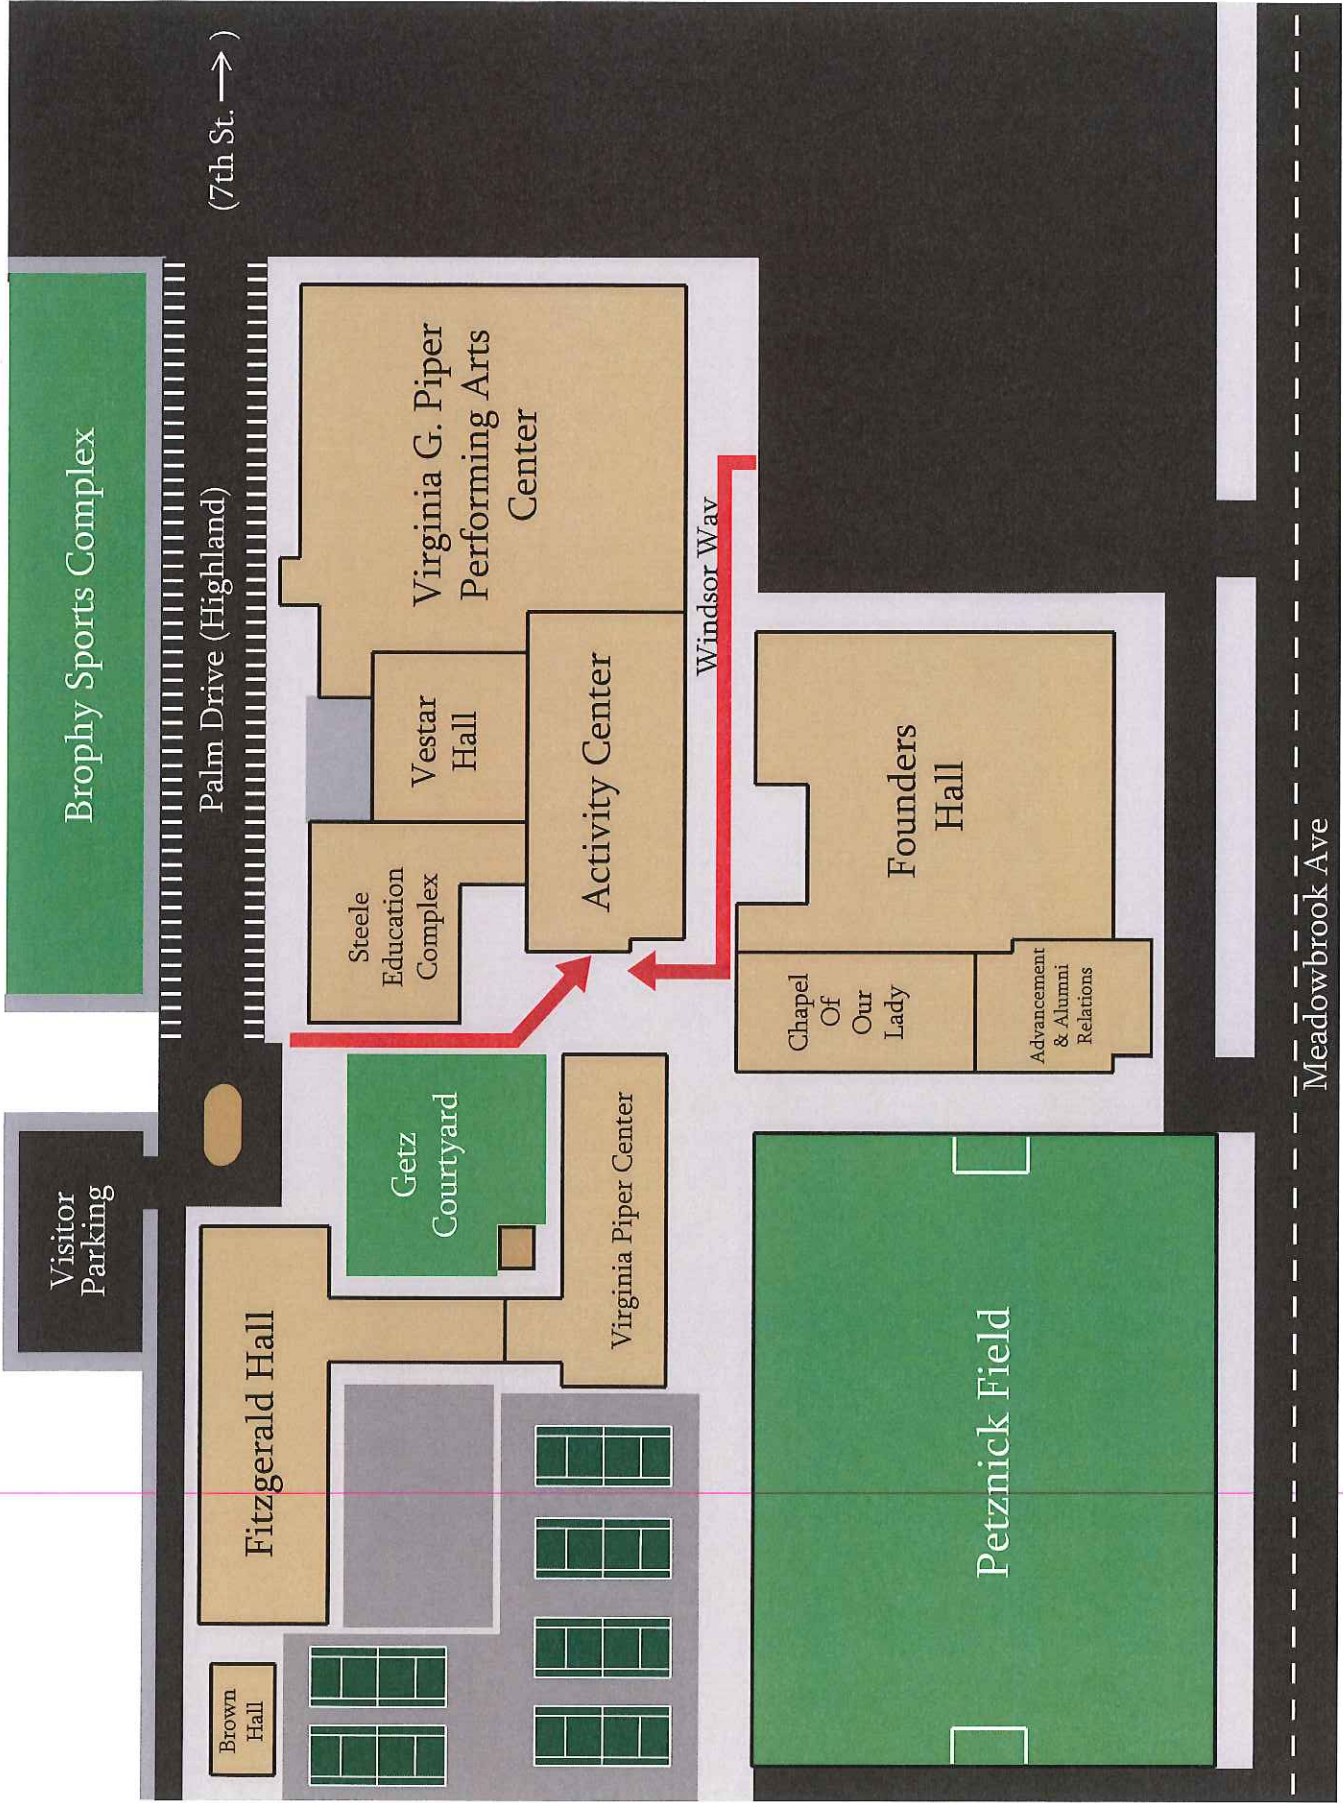 Brophy Sports Complex
(7th St. →)
Palm Drive (Highland)
Visitor
Parking
Virginia G. Piper
Performing Arts
Center
Vestar
Hall
Steele
Education
Complex
Activity Center
Windsor Way
Getz
Courtyard
Fitzgerald Hall
Virginia Piper Center
Brown
Hall
Founders
Hall
Chapel
Of
Our
Lady
Advancement
& Alumni
Relations
Petznick Field
Meadowbrook Ave